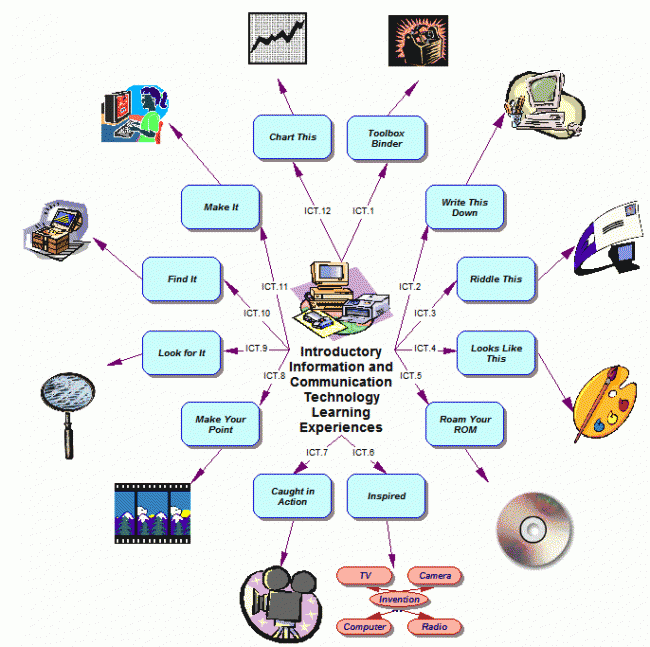 Chart This
Toolbox
Binder
Make It
Write This
Down
ICT.12
ICT.1
Find It
Riddle This
ICT.11
ICT.2
ICT.10
ICT.3
Look for It
ICT.9
ICT.4
Looks Like
This
Introductory
Information and
Communication
Technology
Learning
Experiences
ICT.8
ICT.5
Make Your
Point
Roam Your
ROM
ICT.7
ICT.6
Caught in
Action
Inspired
TV
Camera
Invention
Computer
Radio